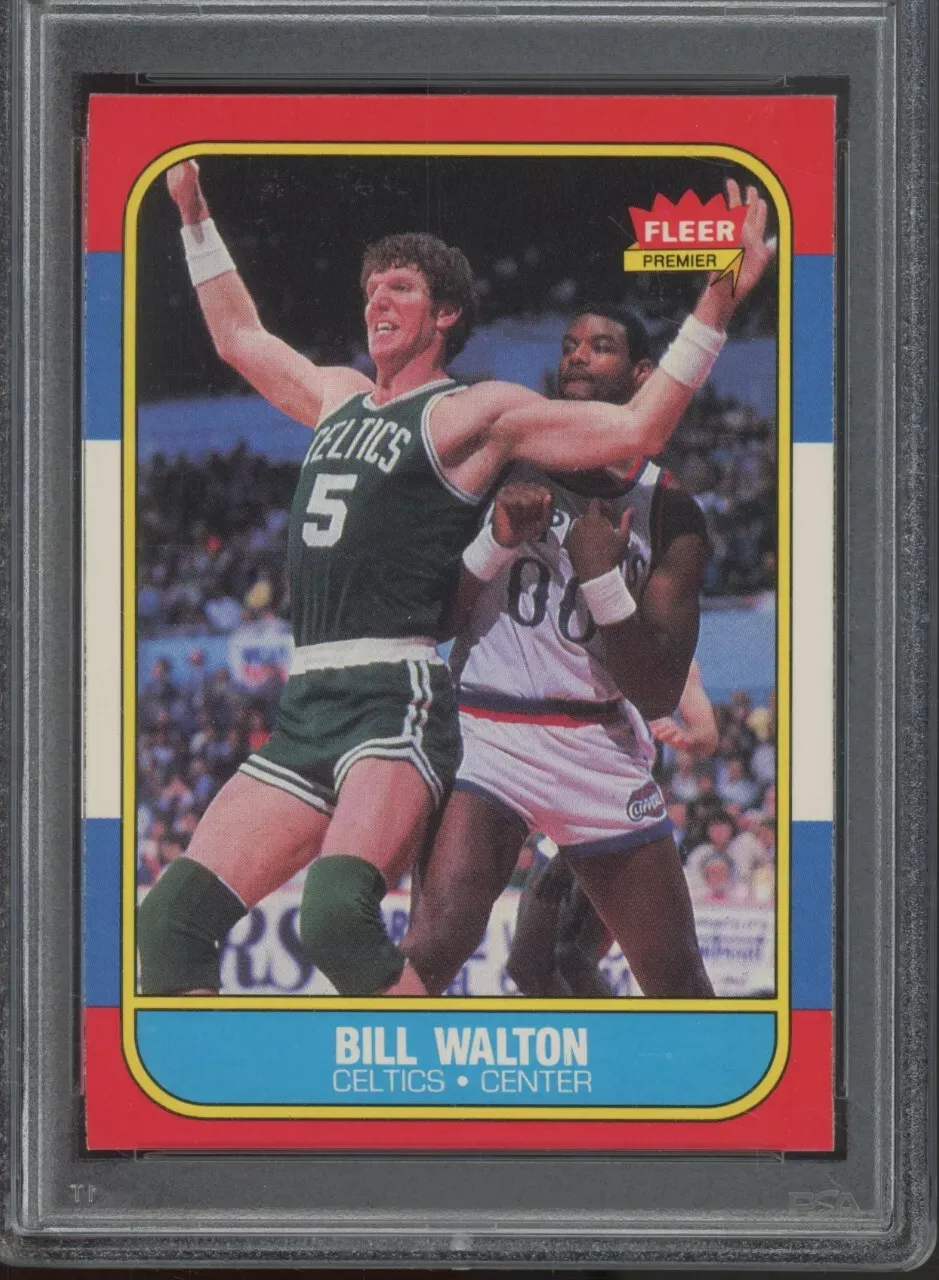 FLEER
PREMIER
CELTICS
5
00
BILL WALTON
CELTICS • CENTER
PSA